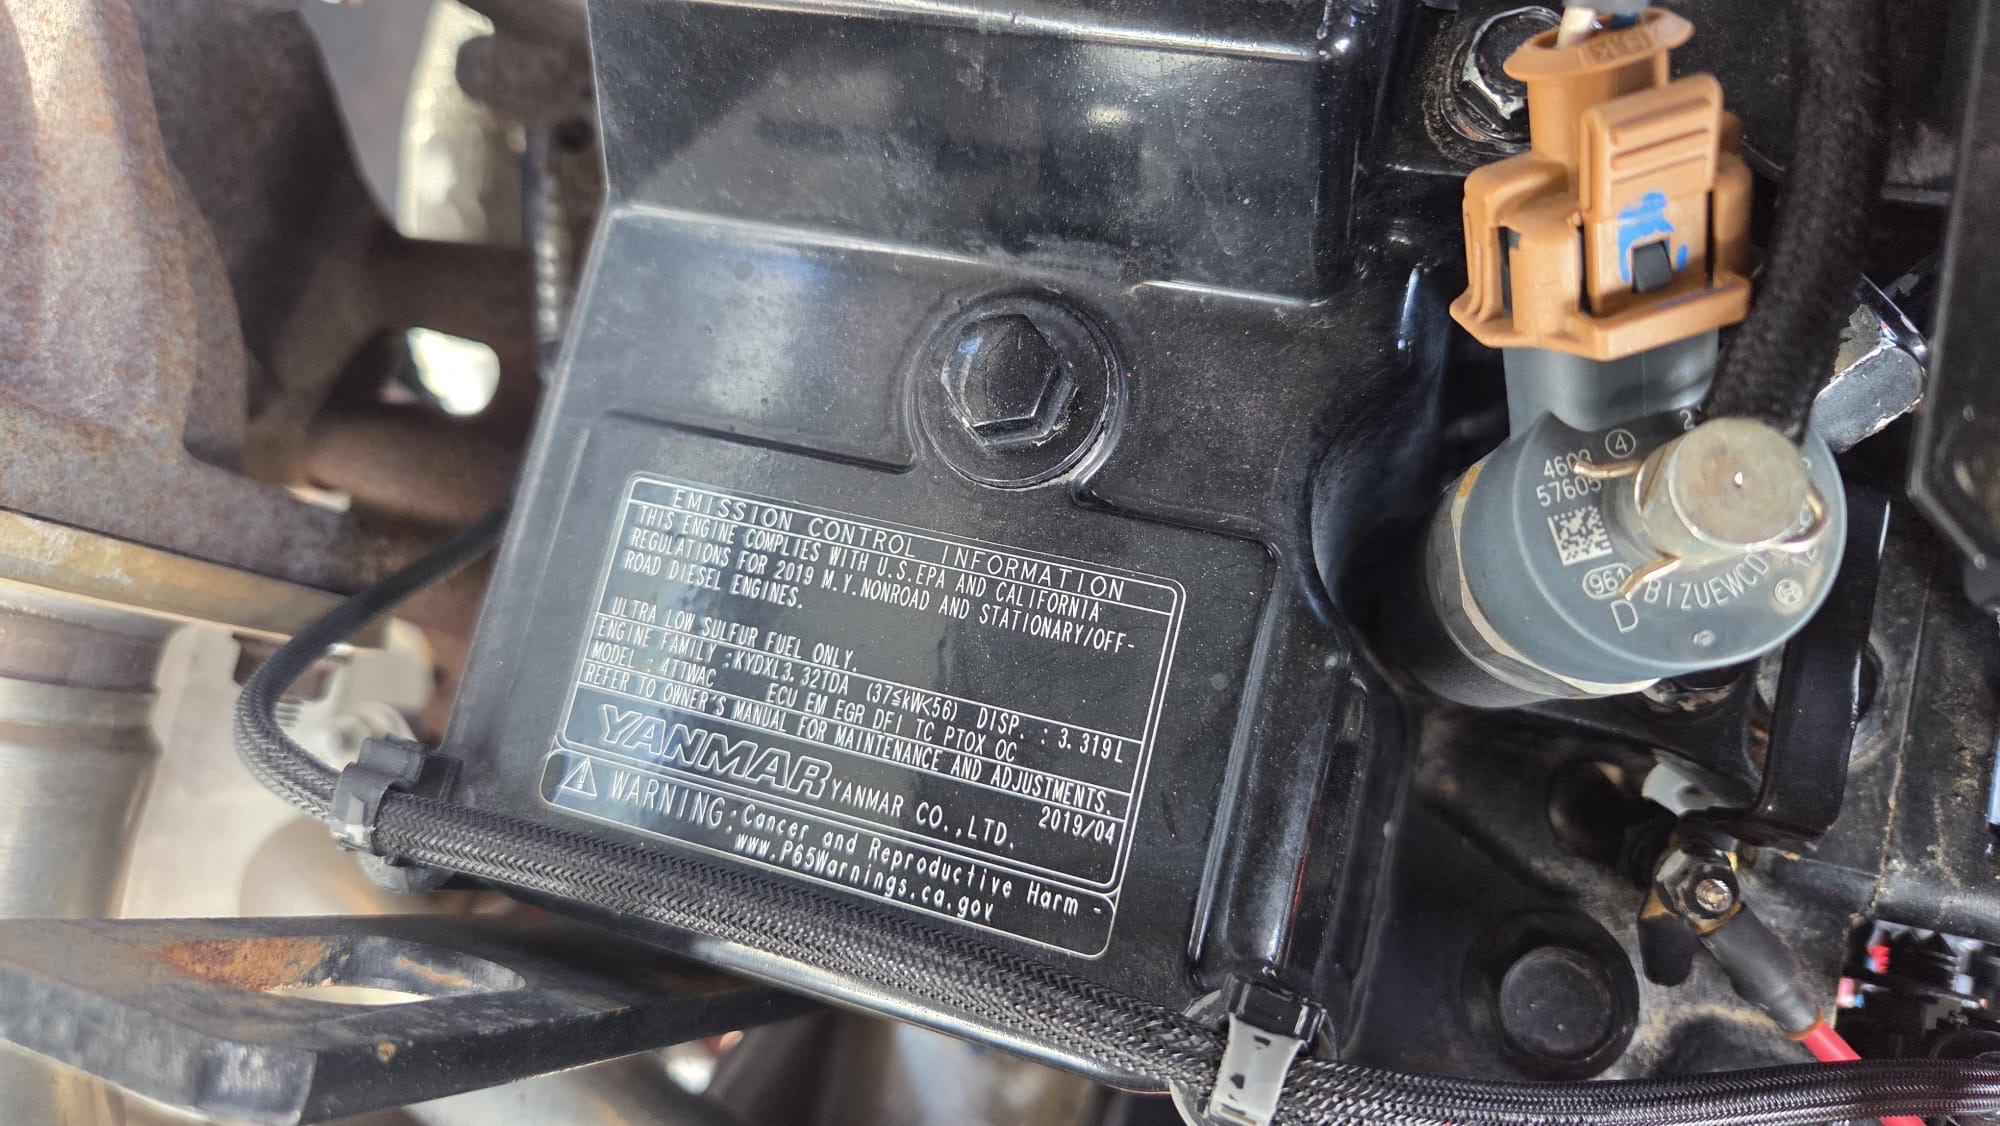 EMISSION CONTROL INFORMATION
THIS ENGINE COMPLIES WITH U.S.EPA AND CALIFORNIA
REGULATIONS FOR 2019 M.Y.NONROAD AND STATIONARY/OFF-
ROAD DIESEL ENGINES.
ULTRA LOW SULFUR FUEL ONLY.
ENGINE FAMILY :KYDXL3.32TDA (37≦kW<56) DISP. : 3.319L
MODEL : 4TTWAC ECU EM EGR DFI TC PTOX OC
REFER TO OWNER'S MANUAL FOR MAINTENANCE AND ADJUSTMENTS.
YANMAR YANMAR CO.,LTD. 2019/04
⚠ WARNING:Cancer and Reproductive Harm -
www.P65Warnings.ca.gov
4
57605
961
D